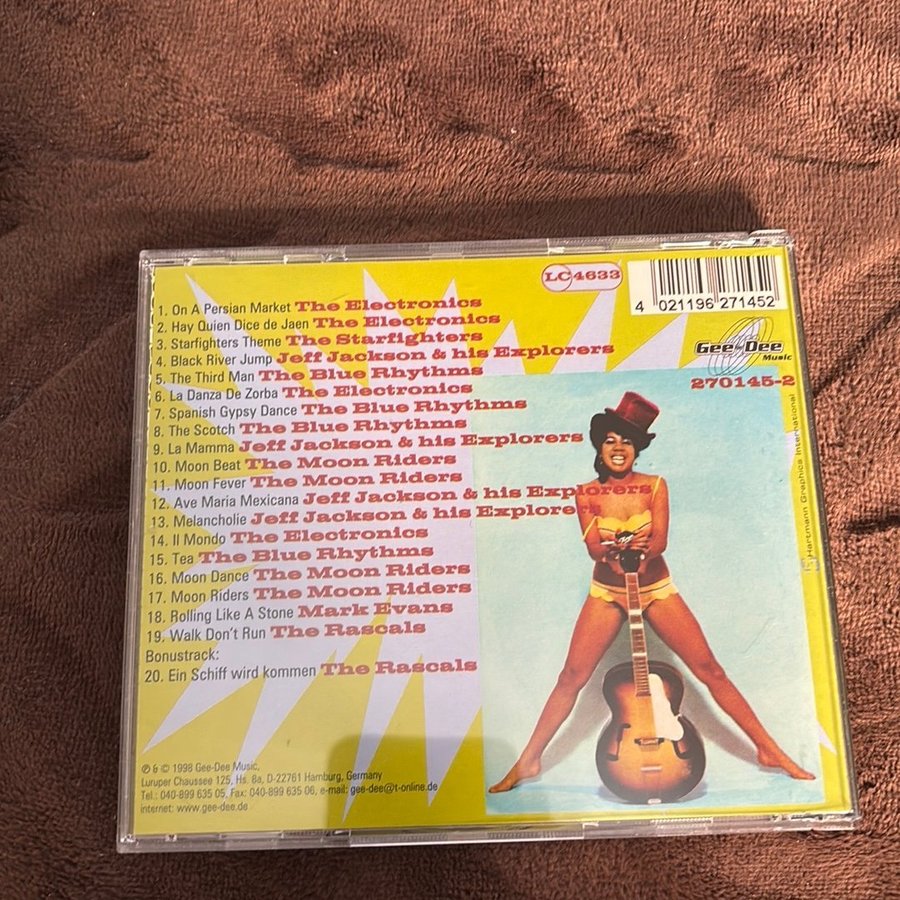 LC 4633
4 021196 271452
Gee-Dee
Music
270145-2
1. On A Persian Market The Electronics
2. Hay Quien Dice de Jaen The Electronics
3. Starfighters Theme The Starfighters
4. Black River Jump Jeff Jackson & his Explorers
5. The Third Man The Blue Rhythms
6. La Danza De Zorba The Electronics
7. Spanish Gypsy Dance The Blue Rhythms
8. The Scotch The Blue Rhythms
9. La Mamma Jeff Jackson & his Explorers
10. Moon Beat The Moon Riders
11. Moon Fever The Moon Riders
12. Ave Maria Mexicana Jeff Jackson & his Explorers
13. Melancholie Jeff Jackson & his Explorers
14. Il Mondo The Electronics
15. Tea The Blue Rhythms
16. Moon Dance The Moon Riders
17. Moon Riders The Moon Riders
18. Rolling Like A Stone Mark Evans
19. Walk Don't Run The Rascals
Bonustrack:
20. Ein Schiff wird kommen The Rascals
℗ & © 1998 Gee-Dee Music,
Luruper Chaussee 125, Hs. 8a, D-22761 Hamburg, Germany
Tel.: 040-899 635 05, Fax: 040-899 635 06, e-mail: gee-dee@t-online.de
internet: www.gee-dee.de
Hartmann Graphics International